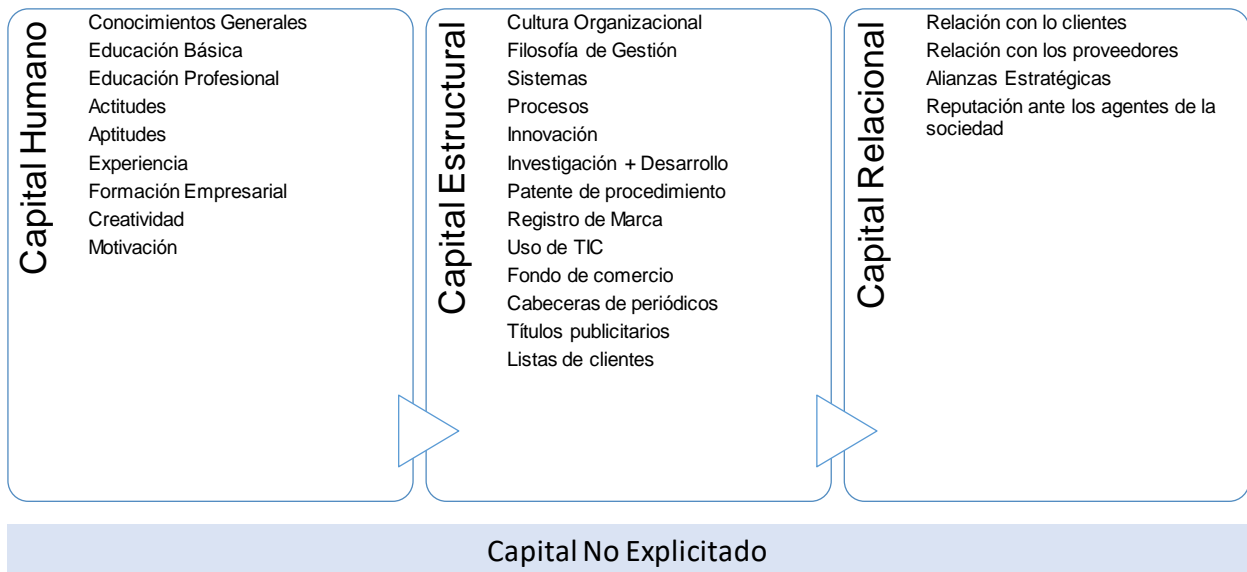 Capital Humano
Conocimientos Generales
Educación Básica
Educación Profesional
Actitudes
Aptitudes
Experiencia
Formación Empresarial
Creatividad
Motivación
Capital Estructural
Cultura Organizacional
Filosofía de Gestión
Sistemas
Procesos
Innovación
Investigación + Desarrollo
Patente de procedimiento
Registro de Marca
Uso de TIC
Fondo de comercio
Cabeceras de periódicos
Títulos publicitarios
Listas de clientes
Capital Relacional
Relación con lo clientes
Relación con los proveedores
Alianzas Estratégicas
Reputación ante los agentes de la
sociedad
Capital No Explicitado